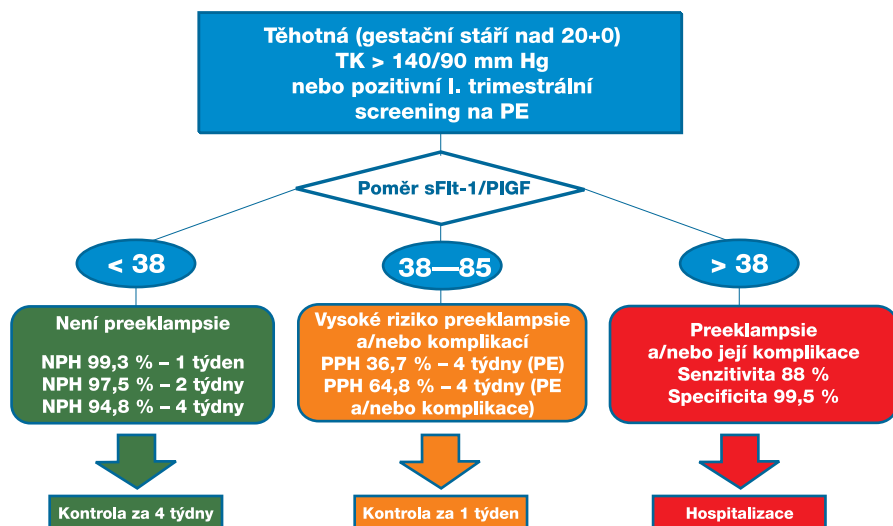 Těhotná (gestační stáří nad 20+0)
TK > 140/90 mm Hg
nebo pozitivní I. trimestrální
screening na PE
Poměr sFlt-1/PlGF
< 38
38—85
> 38
Není preeklampsie
NPH 99,3 % – 1 týden
NPH 97,5 % – 2 týdny
NPH 94,8 % – 4 týdny
Vysoké riziko preeklampsie
a/nebo komplikací
PPH 36,7 % – 4 týdny (PE)
PPH 64,8 % – 4 týdny (PE
a/nebo komplikace)
Preeklampsie
a/nebo její komplikace
Senzitivita 88 %
Specificita 99,5 %
Kontrola za 4 týdny
Kontrola za 1 týden
Hospitalizace